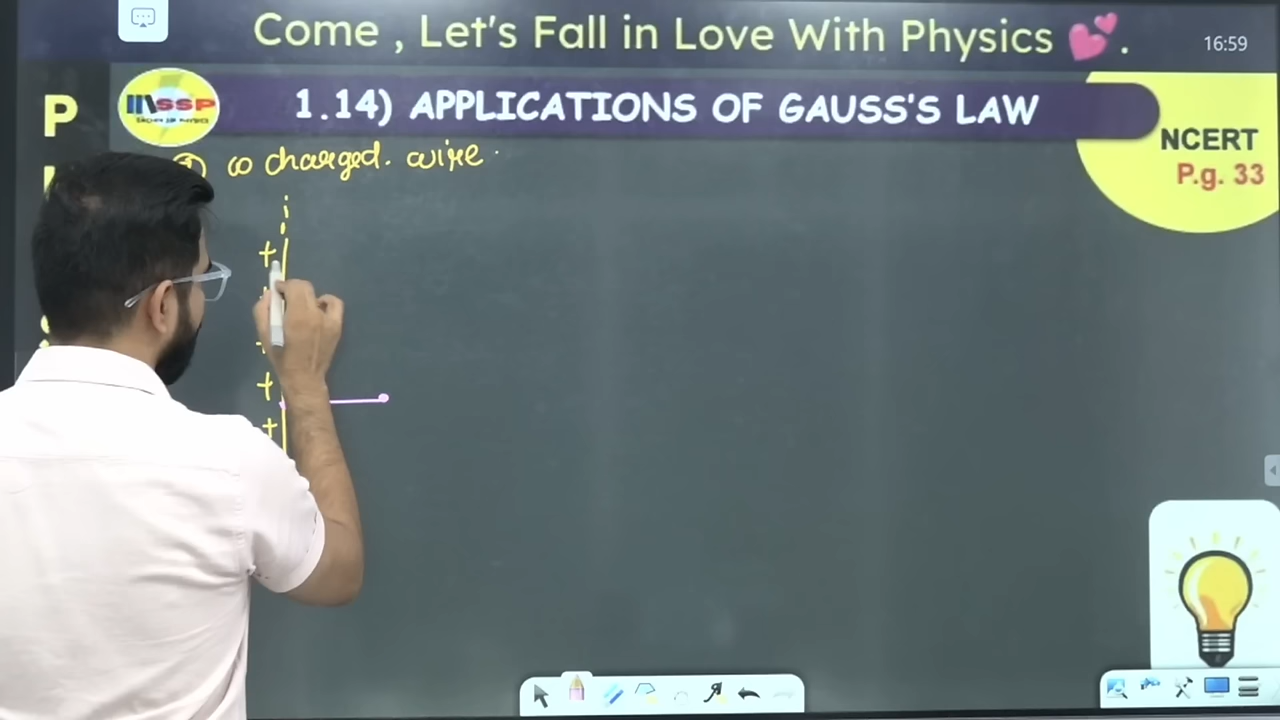 Come , Let's Fall in Love With Physics 💕 .
16:59
P
SSP
1.14) APPLICATIONS OF GAUSS'S LAW
NCERT
P.g. 33
∞ charged. wire
+
+
+